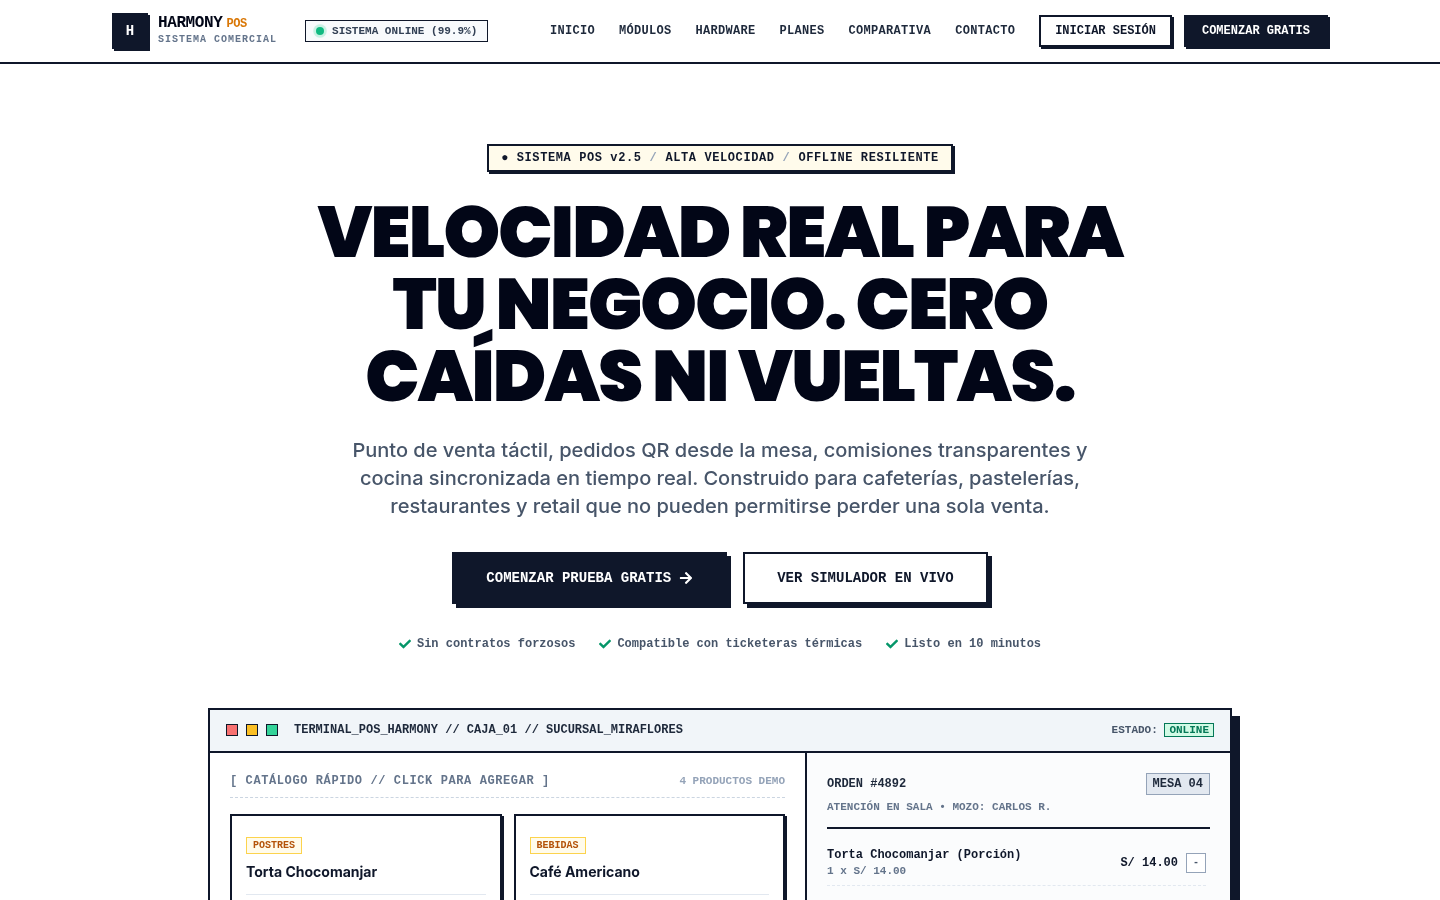 H
HARMONY POS
SISTEMA COMERCIAL
SISTEMA ONLINE (99.9%)
INICIO
MÓDULOS
HARDWARE
PLANES
COMPARATIVA
CONTACTO
INICIAR SESIÓN
COMENZAR GRATIS
● SISTEMA POS v2.5 / ALTA VELOCIDAD / OFFLINE RESILIENTE
VELOCIDAD REAL PARA
TU NEGOCIO. CERO
CAÍDAS NI VUELTAS.
Punto de venta táctil, pedidos QR desde la mesa, comisiones transparentes y
cocina sincronizada en tiempo real. Construido para cafeterías, pastelerías,
restaurantes y retail que no pueden permitirse perder una sola venta.
COMENZAR PRUEBA GRATIS →
VER SIMULADOR EN VIVO
Sin contratos forzosos
Compatible con ticketeras térmicas
Listo en 10 minutos
TERMINAL_POS_HARMONY // CAJA_01 // SUCURSAL_MIRAFLORES
ESTADO: ONLINE
[ CATÁLOGO RÁPIDO // CLICK PARA AGREGAR ]
4 PRODUCTOS DEMO
POSTRES
Torta Chocomanjar
BEBIDAS
Café Americano
ORDEN #4892
MESA 04
ATENCIÓN EN SALA • MOZO: CARLOS R.
Torta Chocomanjar (Porción)
1 x S/ 14.00
S/ 14.00
-